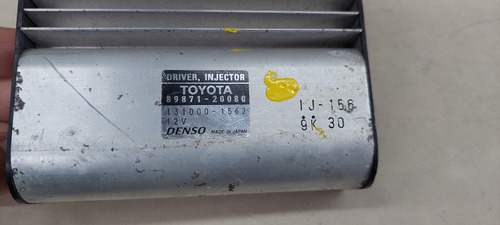 DRIVER, INJECTOR
TOYOTA
89871-20080
131000-1562
12V
DENSO MADE IN JAPAN
IJ-156
9K 30